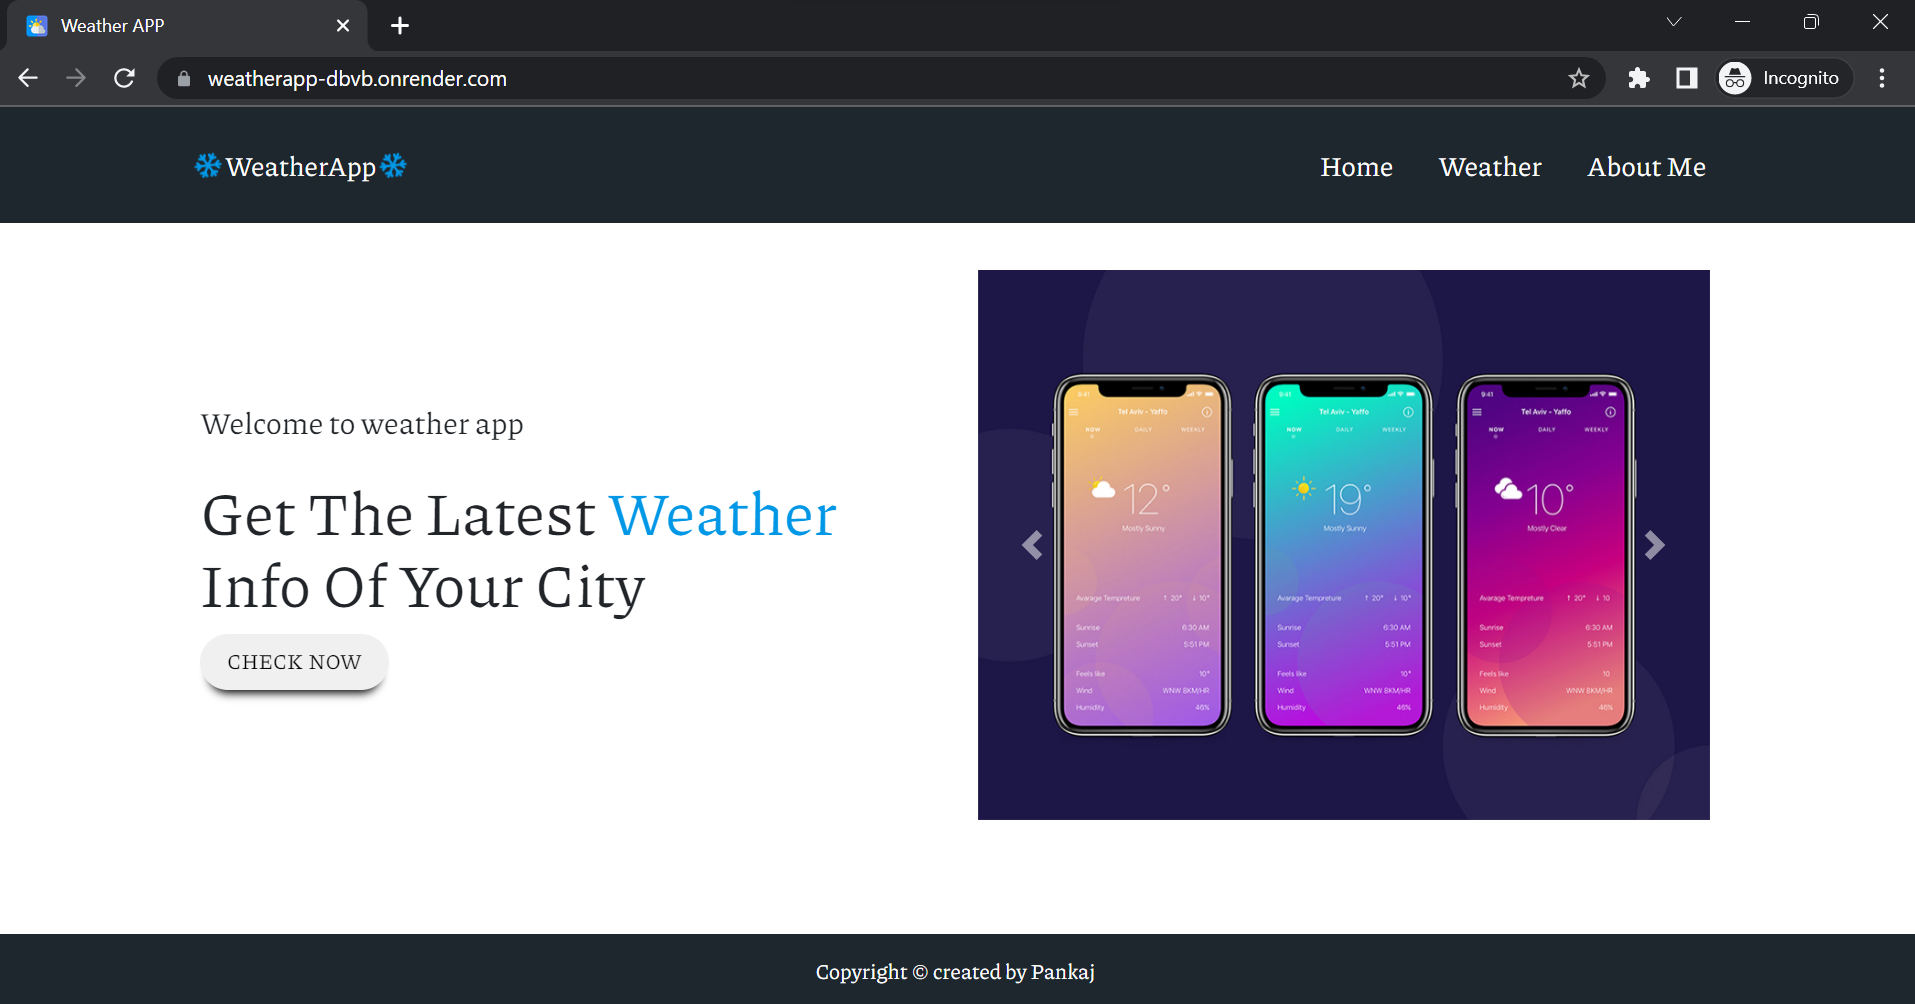 Weather APP
weatherapp-dbvb.onrender.com
Incognito
WeatherApp
Home
Weather
About Me
Welcome to weather app
Get The Latest Weather
Info Of Your City
CHECK NOW
9:41
Tel Aviv - Yaffo
NOW DAILY WEEKLY
12°
Mostly Sunny
Avarage Tempreture ↑ 20° ↓ 10°
Sunrise 6:30 AM
Sunset 5:51 PM
Feels like 10°
Wind WNW 8KM/HR
Humidity 46%
9:41
Tel Aviv - Yaffo
NOW DAILY WEEKLY
19°
Mostly Sunny
Avarage Tempreture ↑ 20° ↓ 10°
Sunrise 6:30 AM
Sunset 5:51 PM
Feels like 10°
Wind WNW 8KM/HR
Humidity 46%
9:41
Tel Aviv - Yaffo
NOW DAILY WEEKLY
10°
Mostly Clear
Avarage Tempreture ↑ 20° ↓ 10
Sunrise 6:30 AM
Sunset 5:51 PM
Feels like 10
Wind WNW 8KM/HR
Humidity 46%
Copyright © created by Pankaj